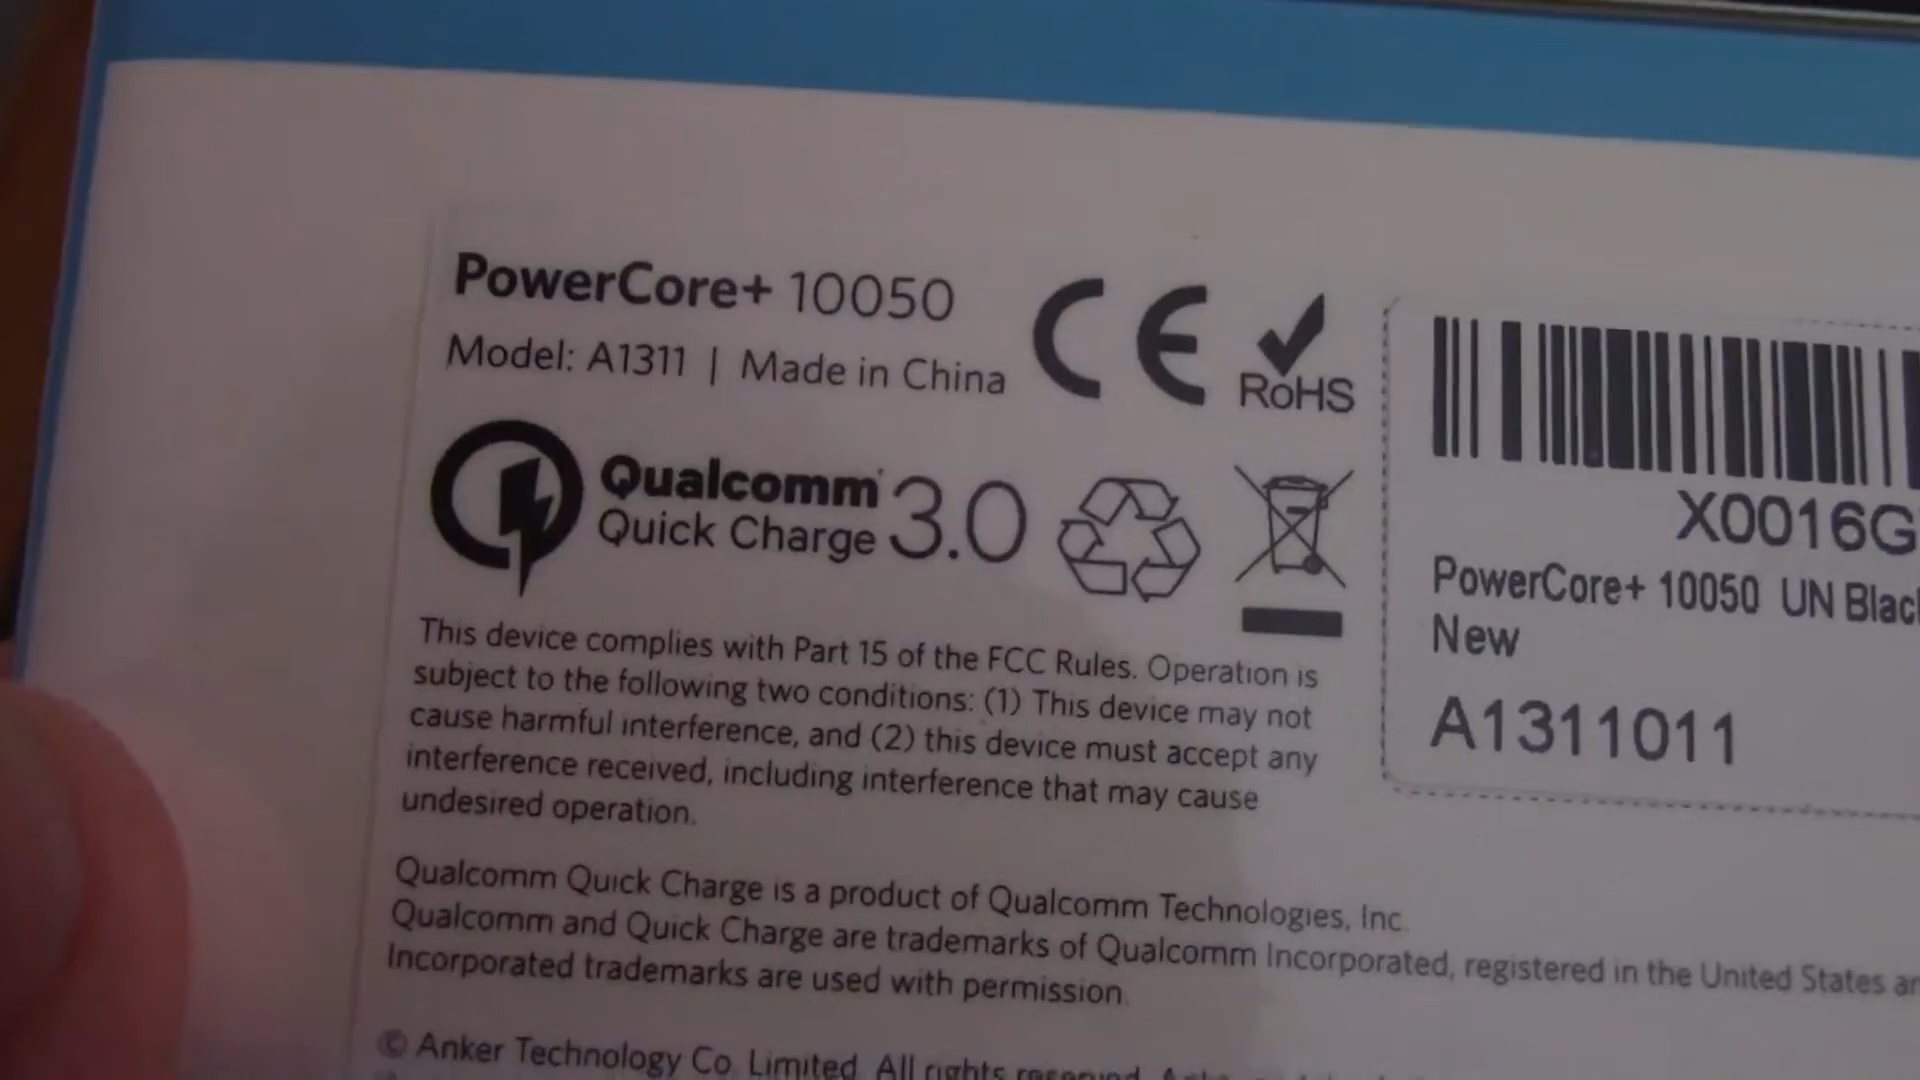 PowerCore+ 10050
Model: A1311 | Made in China
CE
RoHS
Qualcomm
Quick Charge 3.0
This device complies with Part 15 of the FCC Rules. Operation is
subject to the following two conditions: (1) This device may not
cause harmful interference, and (2) this device must accept any
interference received, including interference that may cause
undesired operation.
Qualcomm Quick Charge is a product of Qualcomm Technologies, Inc.
Qualcomm and Quick Charge are trademarks of Qualcomm Incorporated, registered in the United States
Incorporated trademarks are used with permission.
© Anker Technology Co. Limited. All rights reserved.
X0016G
PowerCore+ 10050 UN Blac
New
A1311011